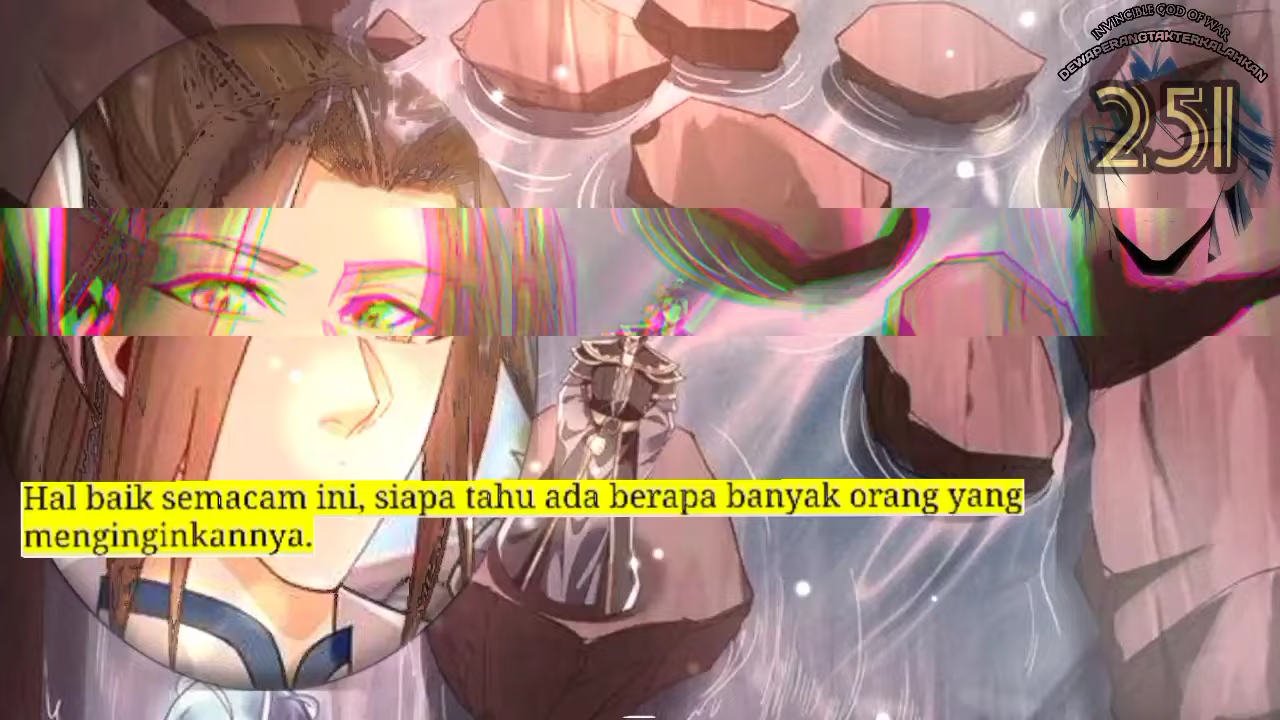 INVINCIBLE GOD OF WAR
DEWAPERANGTAKTERKALAHKAN
251
Hal baik semacam ini, siapa tahu ada berapa banyak orang yang
menginginkannya.